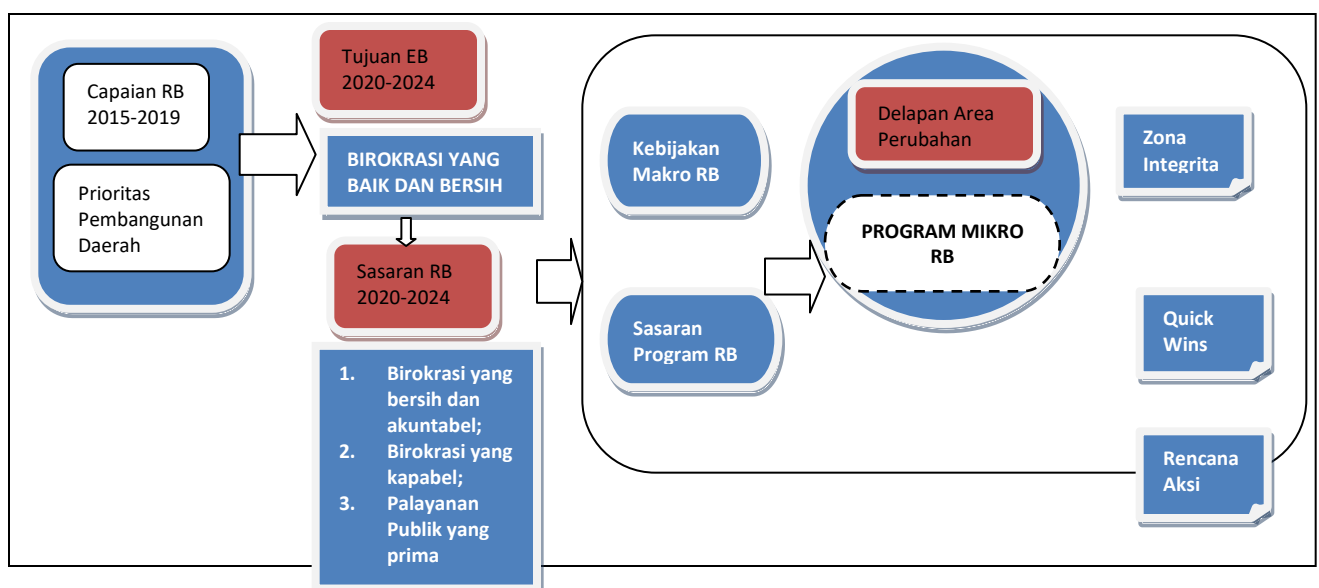 Capaian RB
2015-2019
Prioritas
Pembangunan
Daerah
Tujuan EB
2020-2024
BIROKRASI YANG
BAIK DAN BERSIH
Sasaran RB
2020-2024
1. Birokrasi yang
bersih dan
akuntabel;
2. Birokrasi yang
kapabel;
3. Palayanan
Publik yang
prima
Kebijakan
Makro RB
Sasaran
Program RB
Delapan Area
Perubahan
PROGRAM MIKRO
RB
Zona
Integrita
Quick
Wins
Rencana
Aksi